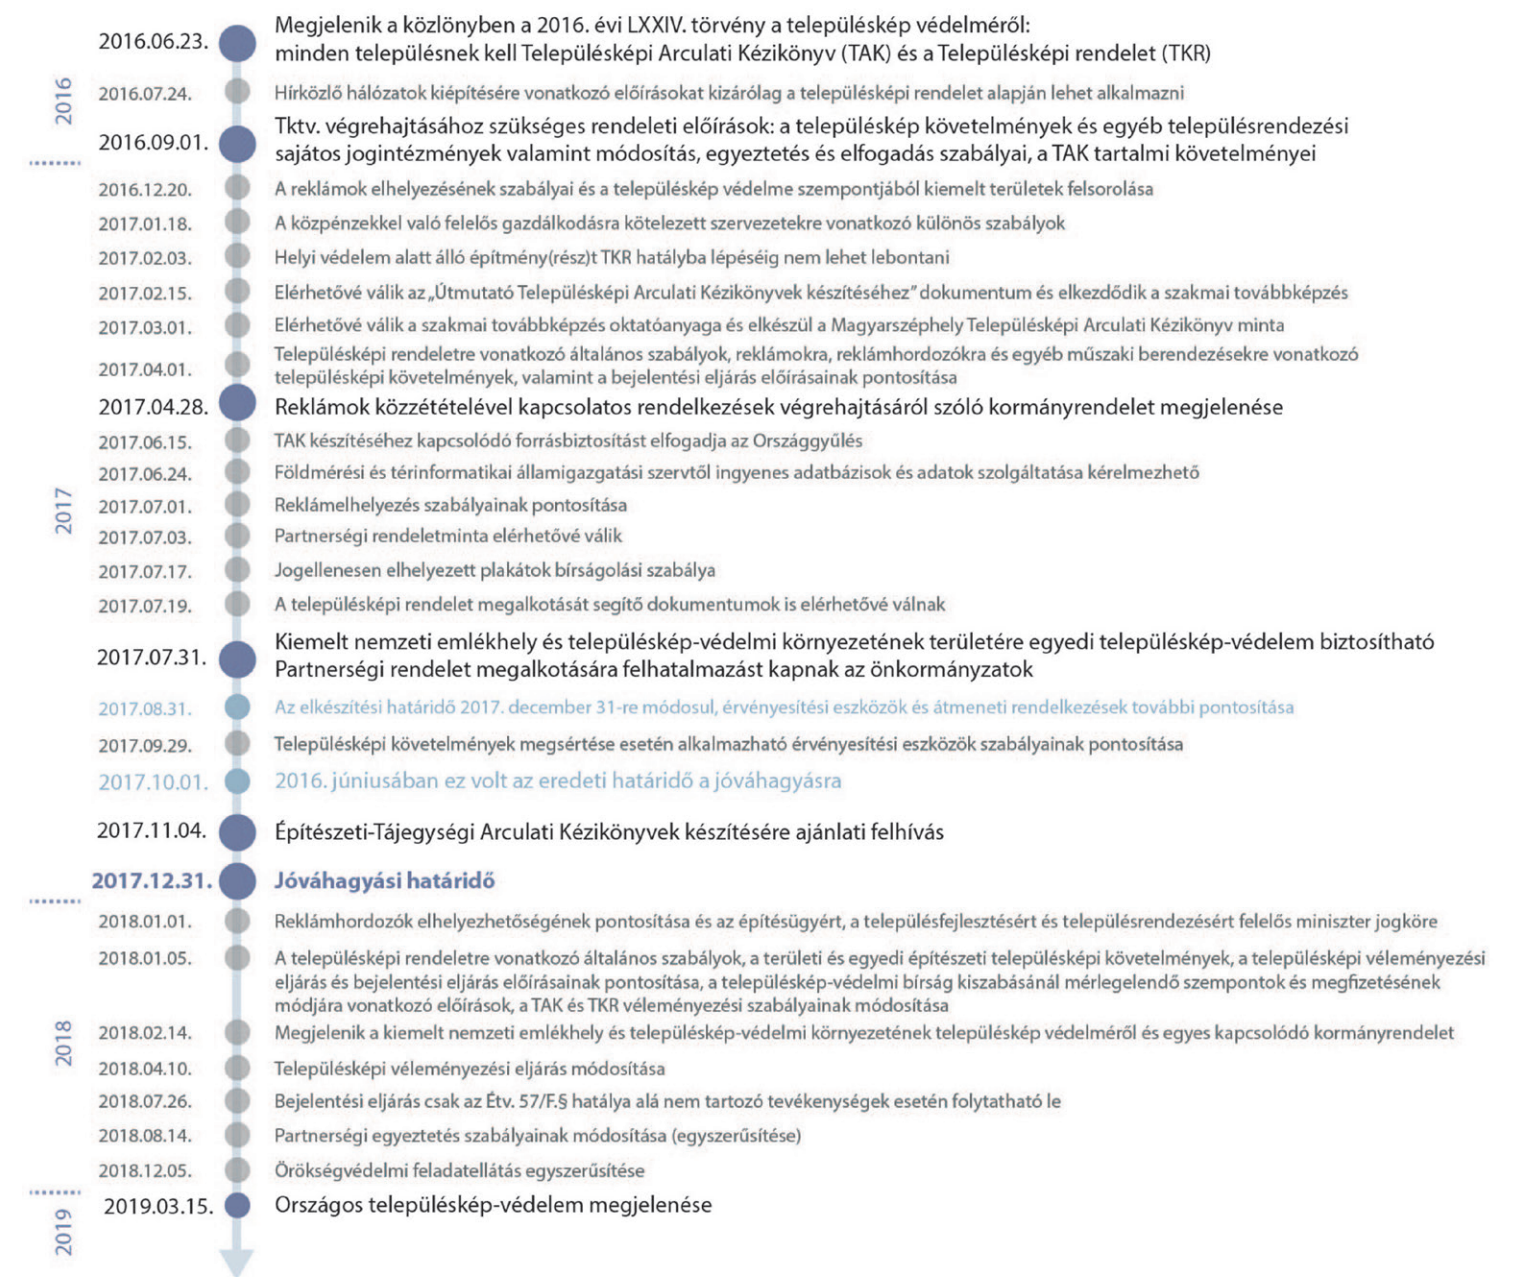 2016
2017
2018
2019
2016.06.23.
Megjelenik a közlönyben a 2016. évi LXXIV. törvény a településkép védelméről:
minden településnek kell Településképi Arculati Kézikönyv (TAK) és a Településképi rendelet (TKR)
2016.07.24.
Hírközlő hálózatok kiépítésére vonatkozó előírásokat kizárólag a településképi rendelet alapján lehet alkalmazni
2016.09.01.
Tktv. végrehajtásához szükséges rendeleti előírások: a településkép követelmények és egyéb településrendezési
sajátos jogintézmények valamint módosítás, egyeztetés és elfogadás szabályai, a TAK tartalmi követelményei
2016.12.20.
A reklámok elhelyezésének szabályai és a településkép védelme szempontjából kiemelt területek felsorolása
2017.01.18.
A közpénzekkel való felelős gazdálkodásra kötelezett szervezetekre vonatkozó különös szabályok
2017.02.03.
Helyi védelem alatt álló építmény(rész)t TKR hatályba lépéséig nem lehet lebontani
2017.02.15.
Elérhetővé válik az „Útmutató Településképi Arculati Kézikönyvek készítéséhez” dokumentum és elkezdődik a szakmai továbbképzés
2017.03.01.
Elérhetővé válik a szakmai továbbképzés oktatóanyaga és elkészül a Magyarszéphely Településképi Arculati Kézikönyv minta
2017.04.01.
Településképi rendeletre vonatkozó általános szabályok, reklámokra, reklámhordozókra és egyéb műszaki berendezésekre vonatkozó
településképi követelmények, valamint a bejelentési eljárás előírásainak pontosítása
2017.04.28.
Reklámok közzétételével kapcsolatos rendelkezések végrehajtásáról szóló kormányrendelet megjelenése
2017.06.15.
TAK készítéséhez kapcsolódó forrásbiztosítást elfogadja az Országgyűlés
2017.06.24.
Földmérési és térinformatikai államigazgatási szervtől ingyenes adatbázisok és adatok szolgáltatása kérelmezhető
2017.07.01.
Reklámelhelyezés szabályainak pontosítása
2017.07.03.
Partnerségi rendeletminta elérhetővé válik
2017.07.17.
Jogellenesen elhelyezett plakátok bírságolási szabálya
2017.07.19.
A településképi rendelet megalkotását segítő dokumentumok is elérhetővé válnak
2017.07.31.
Kiemelt nemzeti emlékhely és településkép-védelmi környezetének területére egyedi településkép-védelem biztosítható
Partnerségi rendelet megalkotására felhatalmazást kapnak az önkormányzatok
2017.08.31.
Az elkészítési határidő 2017. december 31-re módosul, érvényesítési eszközök és átmeneti rendelkezések további pontosítása
2017.09.29.
Településképi követelmények megsértése esetén alkalmazható érvényesítési eszközök szabályainak pontosítása
2017.10.01.
2016. júniusában ez volt az eredeti határidő a jóváhagyásra
2017.11.04.
Építészeti-Tájegységi Arculati Kézikönyvek készítésére ajánlati felhívás
2017.12.31.
Jóváhagyási határidő
2018.01.01.
Reklámhordozók elhelyezhetőségének pontosítása és az építésügyért, a településfejlesztésért és településrendezésért felelős miniszter jogköre
2018.01.05.
A településképi rendeletre vonatkozó általános szabályok, a területi és egyedi építészeti településképi követelmények, a településképi véleményezési
eljárás és bejelentési eljárás előírásainak pontosítása, a településkép-védelmi bírság kiszabásánál mérlegelendő szempontok és megfizetésének
módjára vonatkozó előírások, a TAK és TKR véleményezési szabályainak módosítása
2018.02.14.
Megjelenik a kiemelt nemzeti emlékhely és településkép-védelmi környezetének településkép védelméről és egyes kapcsolódó kormányrendelet
2018.04.10.
Településképi véleményezési eljárás módosítása
2018.07.26.
Bejelentési eljárás csak az Étv. 57/F.§ hatálya alá nem tartozó tevékenységek esetén folytatható le
2018.08.14.
Partnerségi egyeztetés szabályainak módosítása (egyszerűsítése)
2018.12.05.
Örökségvédelmi feladatellátás egyszerűsítése
2019.03.15.
Országos településkép-védelem megjelenése